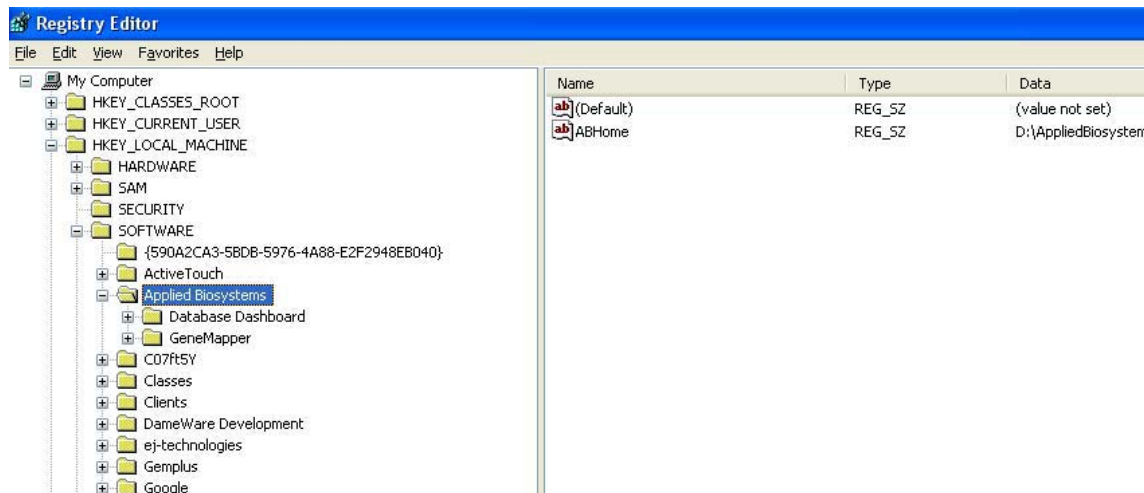 Registry Editor
File Edit View Favorites Help
My Computer
HKEY_CLASSES_ROOT
HKEY_CURRENT_USER
HKEY_LOCAL_MACHINE
HARDWARE
SAM
SECURITY
SOFTWARE
{590A2CA3-5BDB-5976-4A88-E2F2948EB040}
ActiveTouch
Applied Biosystems
Database Dashboard
GeneMapper
C07ft5Y
Classes
Clients
DameWare Development
ej-technologies
Gemplus
Google
Name Type Data
ab (Default) REG_SZ (value not set)
ab ABHome REG_SZ D:\AppliedBiosystem